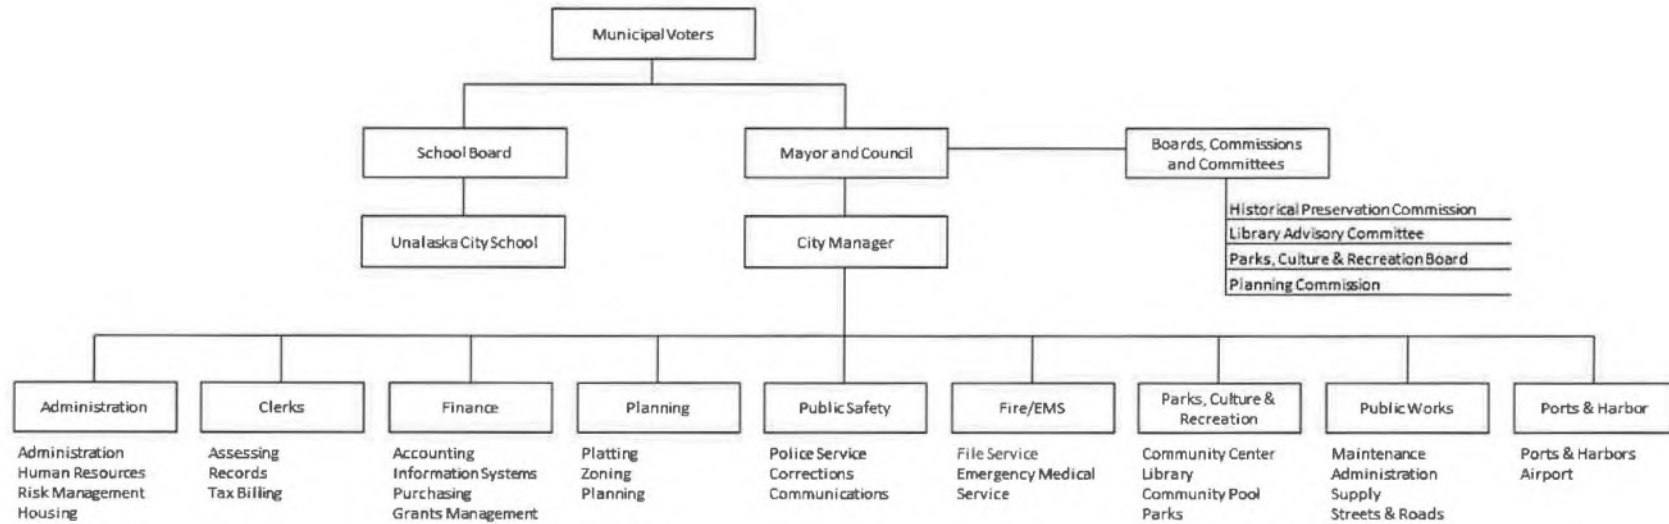 Municipal Voters
School Board
Mayor and Council
Boards, Commissions
and Committees
Historical Preservation Commission
Library Advisory Committee
Parks, Culture & Recreation Board
Planning Commission
Unalaska City School
City Manager
Administration
Administration
Human Resources
Risk Management
Housing
Clerks
Assessing
Records
Tax Billing
Finance
Accounting
Information Systems
Purchasing
Grants Management
Planning
Platting
Zoning
Planning
Public Safety
Police Service
Corrections
Communications
Fire/EMS
File Service
Emergency Medical
Service
Parks, Culture &
Recreation
Community Center
Library
Community Pool
Parks
Public Works
Maintenance
Administration
Supply
Streets & Roads
Ports & Harbor
Ports & Harbors
Airport